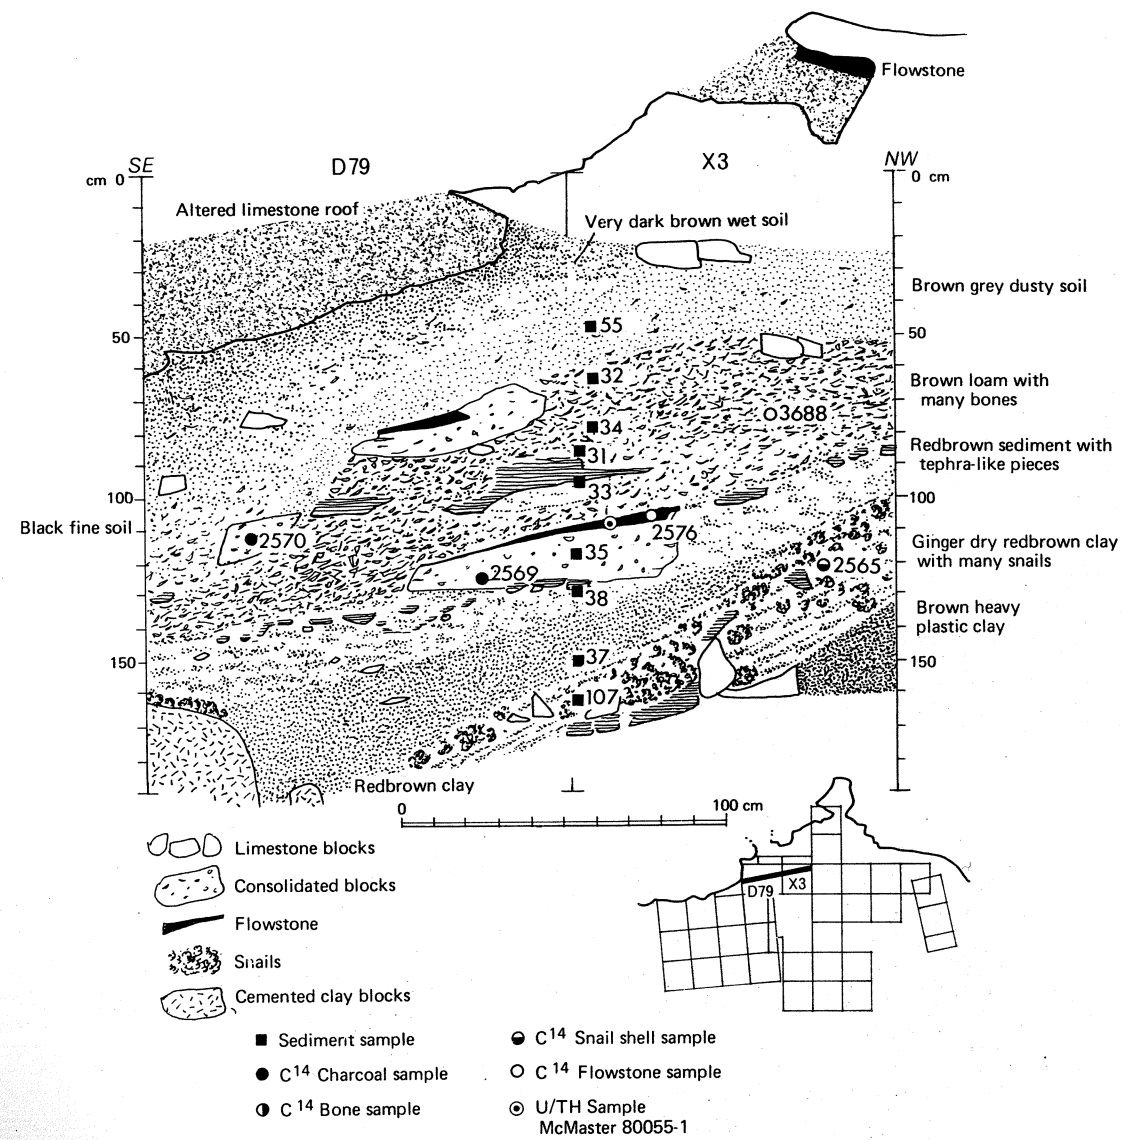 Flowstone
SE
D79
X3
NW
cm 0
0 cm
Altered limestone roof
Very dark brown wet soil
Brown grey dusty soil
55
50
50
32
Brown loam with
many bones
3688
34
Redbrown sediment with
tephra-like pieces
31
33
100
100
Black fine soil
2570
2576
Ginger dry redbrown clay
with many snails
35
2569
2565
38
Brown heavy
plastic clay
150
37
150
107
Redbrown clay
0
100 cm
Limestone blocks
Consolidated blocks
D79
X3
Flowstone
Snails
Cemented clay blocks
Sediment sample
C14 Snail shell sample
C14 Charcoal sample
C14 Flowstone sample
C14 Bone sample
U/TH Sample
McMaster 80055-1